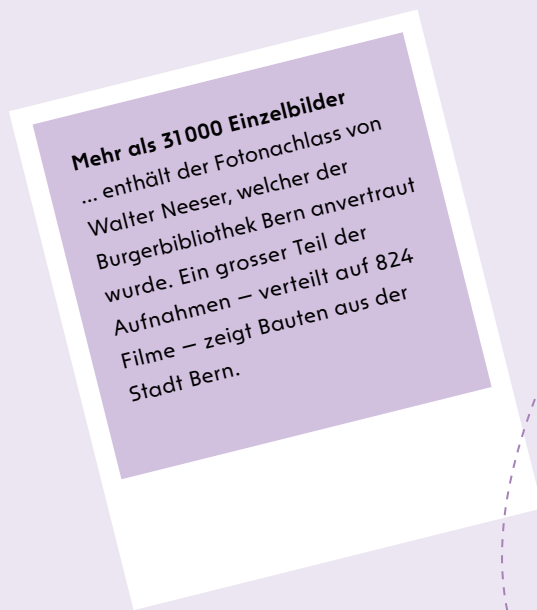 Mehr als 31 000 Einzelbilder
... enthält der Fotonachlass von
Walter Neeser, welcher der
Burgerbibliothek Bern anvertraut
wurde. Ein grosser Teil der
Aufnahmen – verteilt auf 824
Filme – zeigt Bauten aus der
Stadt Bern.